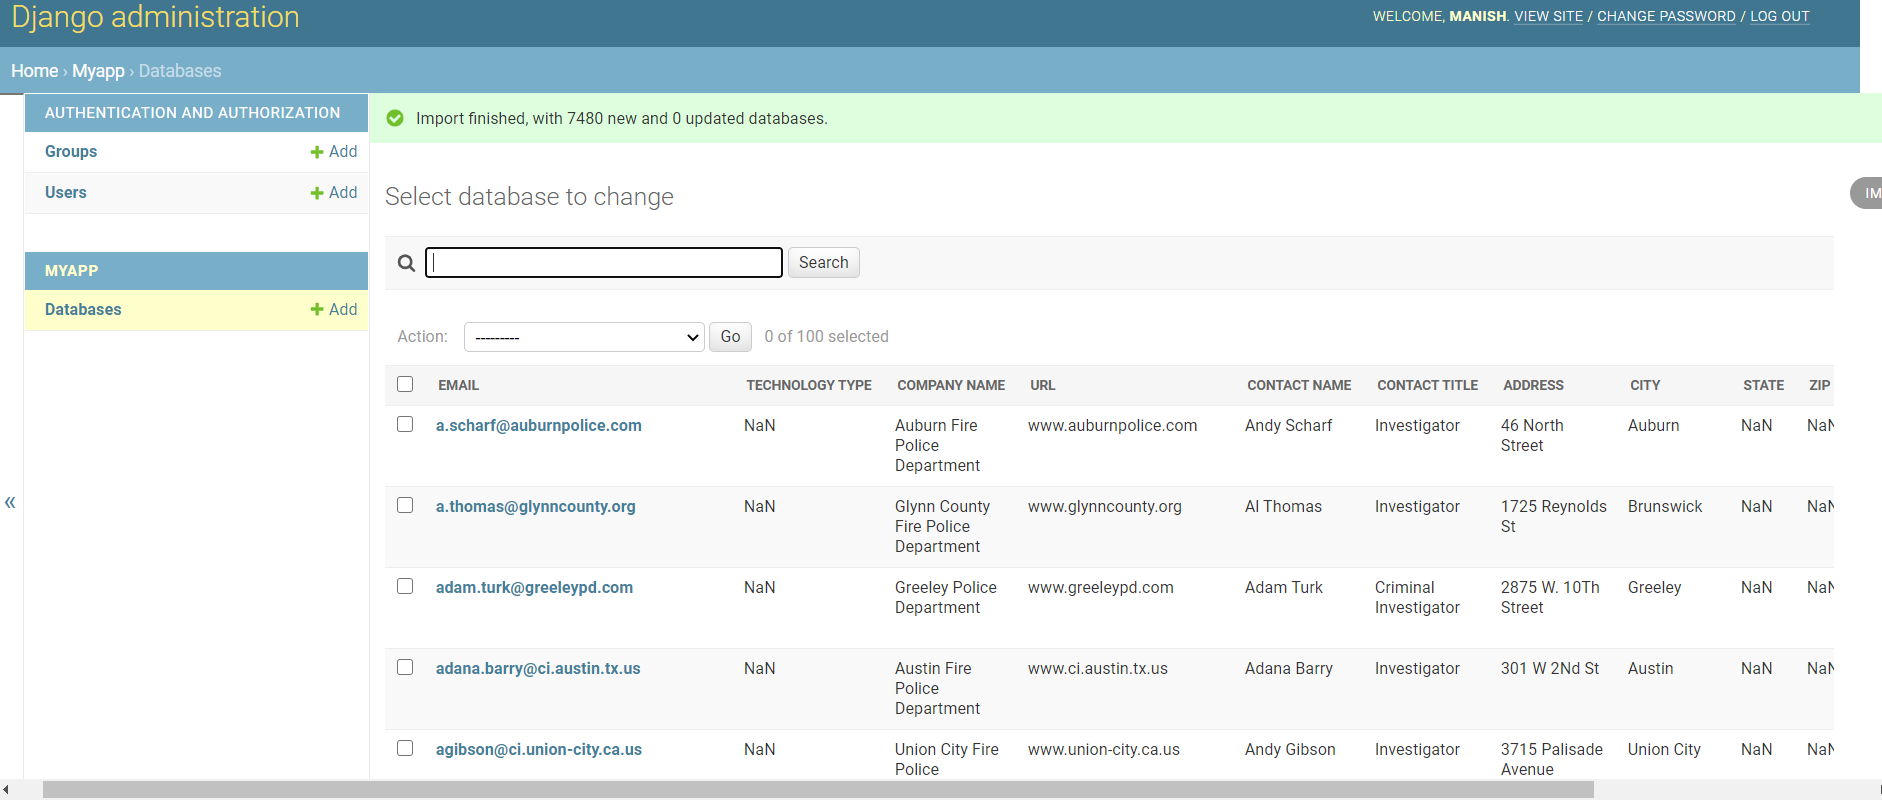 Django administration
WELCOME, MANISH. VIEW SITE / CHANGE PASSWORD / LOG OUT
Home › Myapp › Databases
AUTHENTICATION AND AUTHORIZATION
Groups + Add
Users + Add
MYAPP
Databases + Add
«
Import finished, with 7480 new and 0 updated databases.
Select database to change
IM
Search
Action: --------- Go 0 of 100 selected
EMAIL TECHNOLOGY TYPE COMPANY NAME URL CONTACT NAME CONTACT TITLE ADDRESS CITY STATE ZIP
a.scharf@auburnpolice.com NaN Auburn Fire www.auburnpolice.com Andy Scharf Investigator 46 North Auburn NaN NaN
Police Street
Department
a.thomas@glynncounty.org NaN Glynn County www.glynncounty.org Al Thomas Investigator 1725 Reynolds Brunswick NaN NaN
Fire Police St
Department
adam.turk@greeleypd.com NaN Greeley Police www.greeleypd.com Adam Turk Criminal 2875 W. 10Th Greeley NaN NaN
Department Investigator Street
adana.barry@ci.austin.tx.us NaN Austin Fire www.ci.austin.tx.us Adana Barry Investigator 301 W 2Nd St Austin NaN NaN
Police
Department
agibson@ci.union-city.ca.us NaN Union City Fire www.union-city.ca.us Andy Gibson Investigator 3715 Palisade Union City NaN NaN
Police Avenue